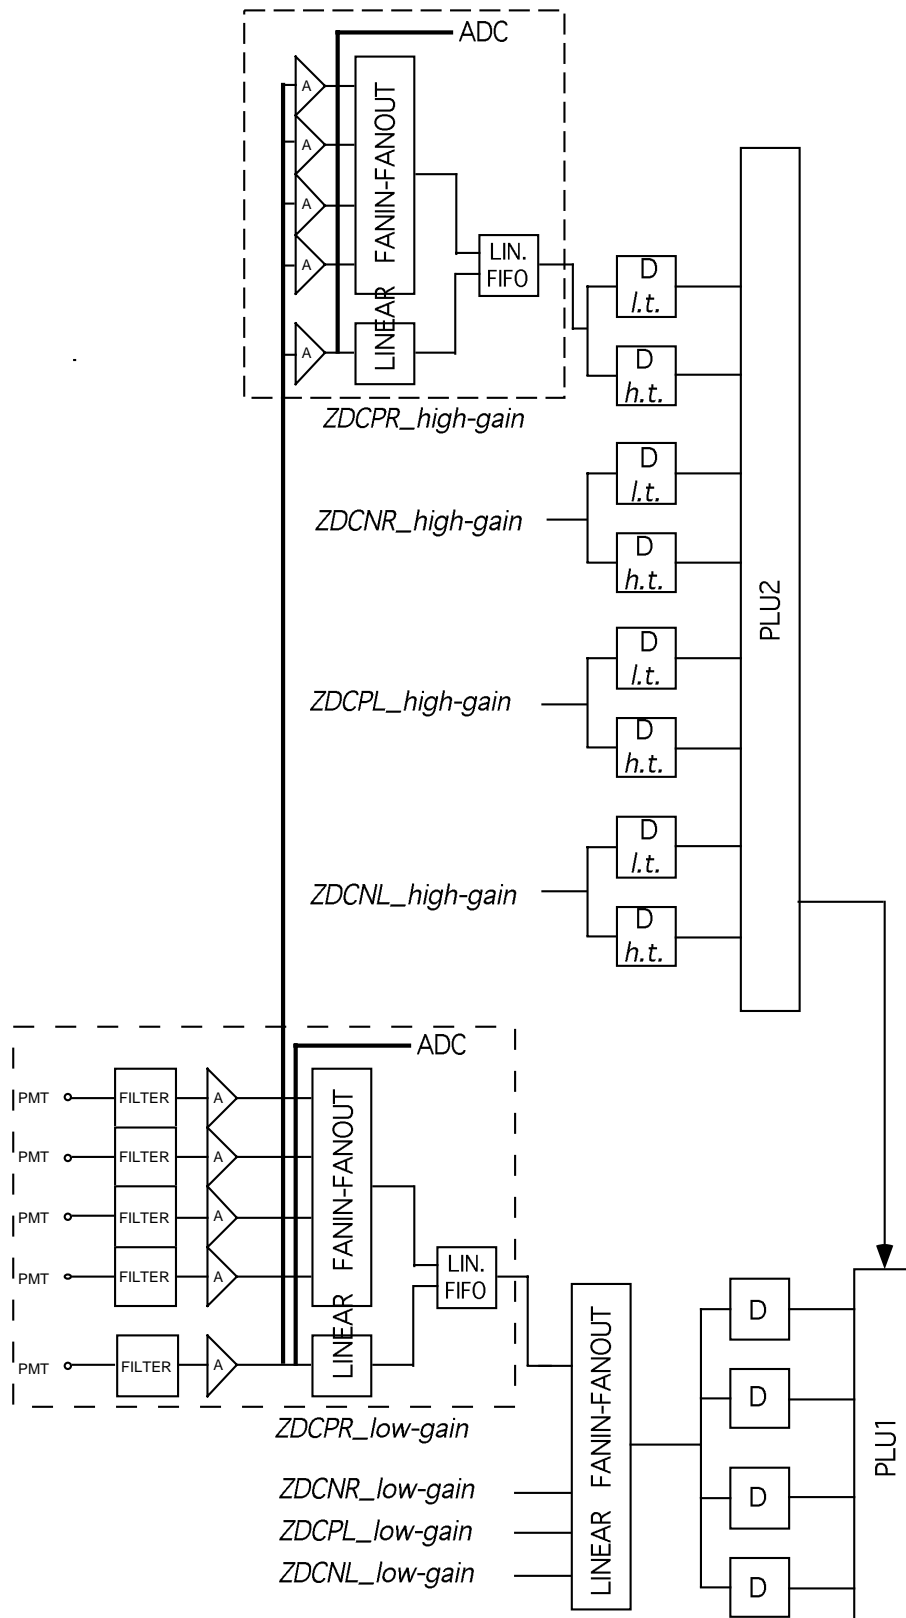 ADC
A
A
A
A
A
LINEAR FANIN-FANOUT
LIN.
FIFO
D
l.t.
D
h.t.
ZDCPR_high-gain
D
l.t.
ZDCNR_high-gain
D
h.t.
D
l.t.
ZDCPL_high-gain
D
h.t.
D
l.t.
ZDCNL_high-gain
D
h.t.
PLU2
ADC
PMT FILTER A
PMT FILTER A
PMT FILTER A
PMT FILTER A
PMT FILTER A
LINEAR FANIN-FANOUT
LIN.
FIFO
ZDCPR_low-gain
ZDCNR_low-gain
ZDCPL_low-gain
ZDCNL_low-gain
LINEAR FANIN-FANOUT
D
D
D
D
PLU1